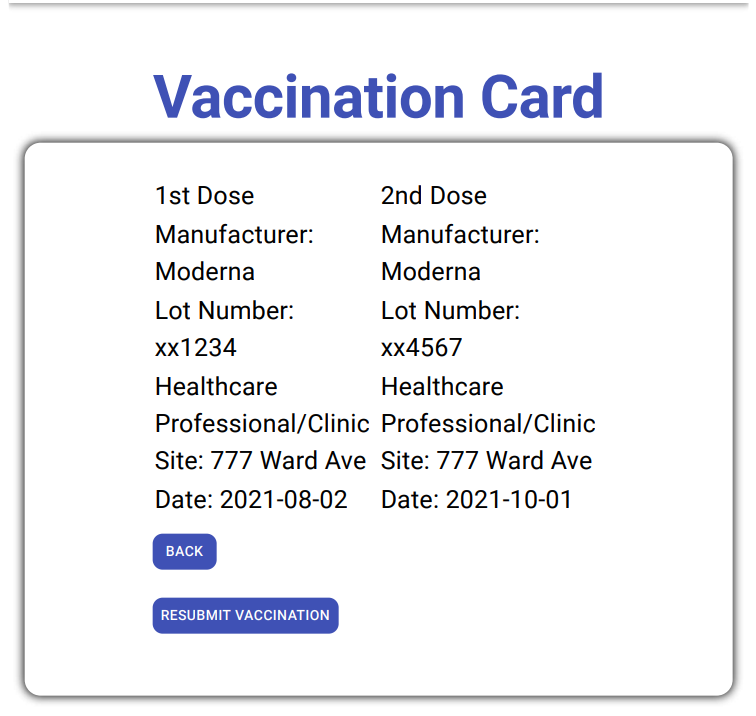 Vaccination Card
1st Dose
Manufacturer:
Moderna
Lot Number:
xx1234
Healthcare
Professional/Clinic
Site: 777 Ward Ave
Date: 2021-08-02
2nd Dose
Manufacturer:
Moderna
Lot Number:
xx4567
Healthcare
Professional/Clinic
Site: 777 Ward Ave
Date: 2021-10-01
BACK
RESUBMIT VACCINATION